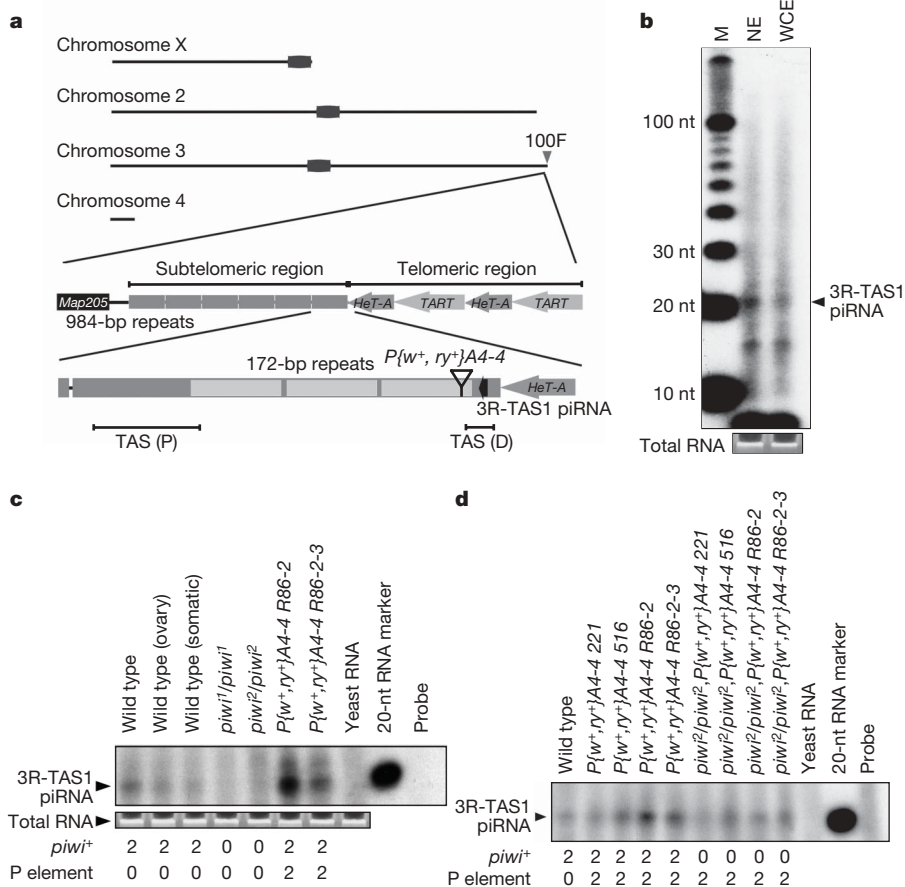 a
Chromosome X
Chromosome 2
Chromosome 3
100F
Chromosome 4
Subtelomeric region
Telomeric region
Map205
HeT-A
TART
HeT-A
TART
984-bp repeats
172-bp repeats
P{w+, ry+}A4-4
HeT-A
3R-TAS1 piRNA
TAS (P)
TAS (D)
b
M
NE
WCE
100 nt
30 nt
20 nt
10 nt
3R-TAS1
piRNA
Total RNA
c
Wild type
Wild type (ovary)
Wild type (somatic)
piwi1/piwi1
piwi2/piwi2
P{w+,ry+}A4-4 R86-2
P{w+,ry+}A4-4 R86-2-3
Yeast RNA
20-nt RNA marker
Probe
3R-TAS1
piRNA
Total RNA
piwi+ 2 2 2 0 0 2 2
P element 0 0 0 0 0 2 2
d
Wild type
P{w+,ry+}A4-4 221
P{w+,ry+}A4-4 516
P{w+,ry+}A4-4 R86-2
P{w+,ry+}A4-4 R86-2-3
piwi2/piwi2,P{w+,ry+}A4-4 221
piwi2/piwi2,P{w+,ry+}A4-4 516
piwi2/piwi2,P{w+,ry+}A4-4 R86-2
piwi2/piwi2,P{w+,ry+}A4-4 R86-2-3
Yeast RNA
20-nt RNA marker
Probe
3R-TAS1
piRNA
piwi+ 2 2 2 2 2 0 0 0 0
P element 0 2 2 2 2 2 2 2 2